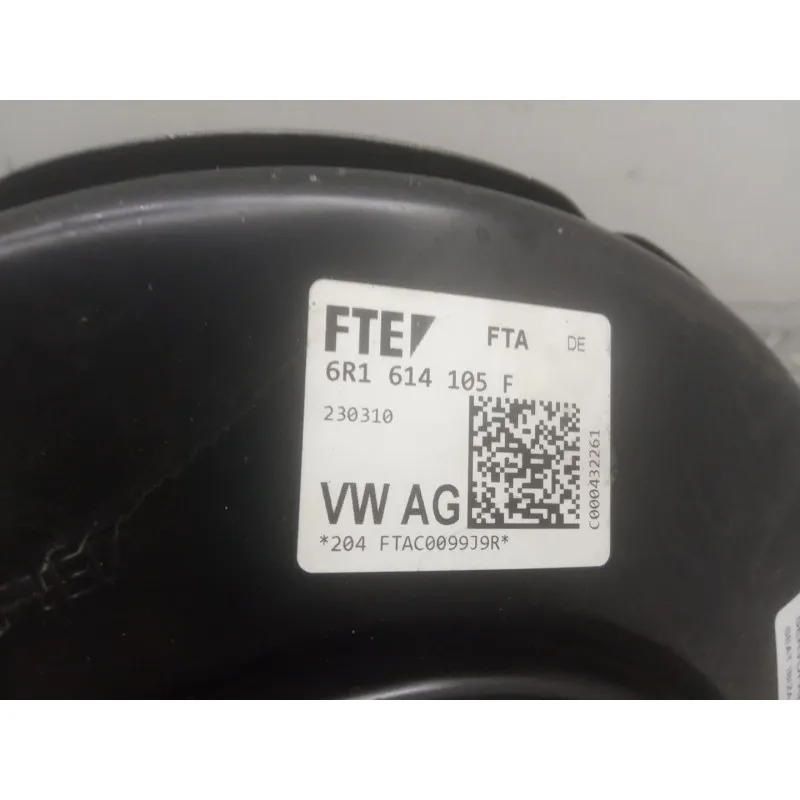 FTE
FTA
DE
6R1 614 105 F
230310
C000432261
VW AG
*204 FTAC0099J9R*